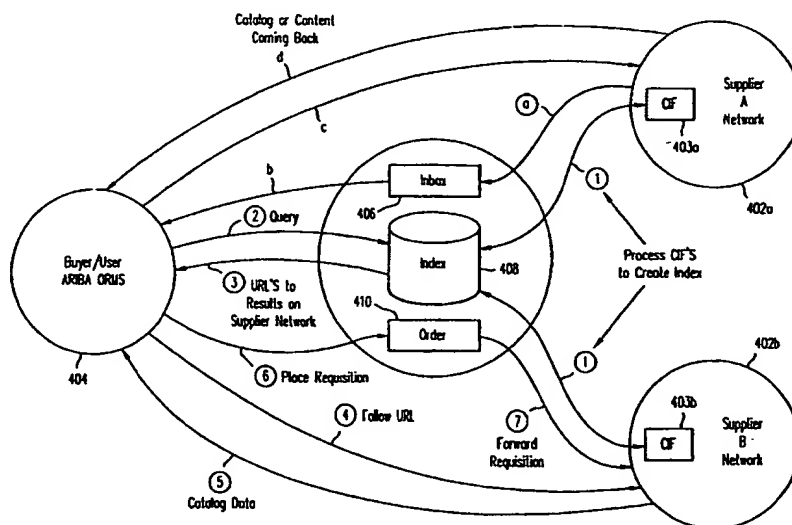 Catalog or Content
Coming Back
d
c
a
b
Inbox
406
2 Query
Index
408
3 URL'S to
Results on
Supplier Network
410
Order
6 Place Requisition
4 Follow URL
5
Catalog Data
7
Forward
Requisition
1
Process CIF'S
to Create Index
1
Buyer/User
ARIBA ORMS
404
Supplier
A
Network
CIF
403a
402a
402b
403b
CIF
Supplier
B
Network